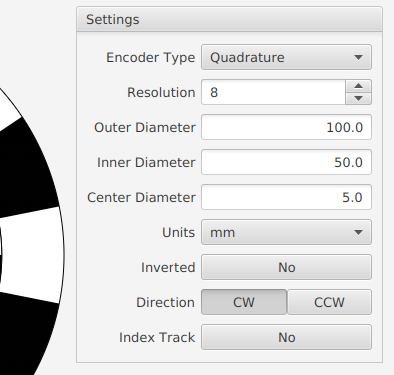 Settings
Encoder Type Quadrature
Resolution 8
Outer Diameter 100.0
Inner Diameter 50.0
Center Diameter 5.0
Units mm
Inverted No
Direction CW CCW
Index Track No